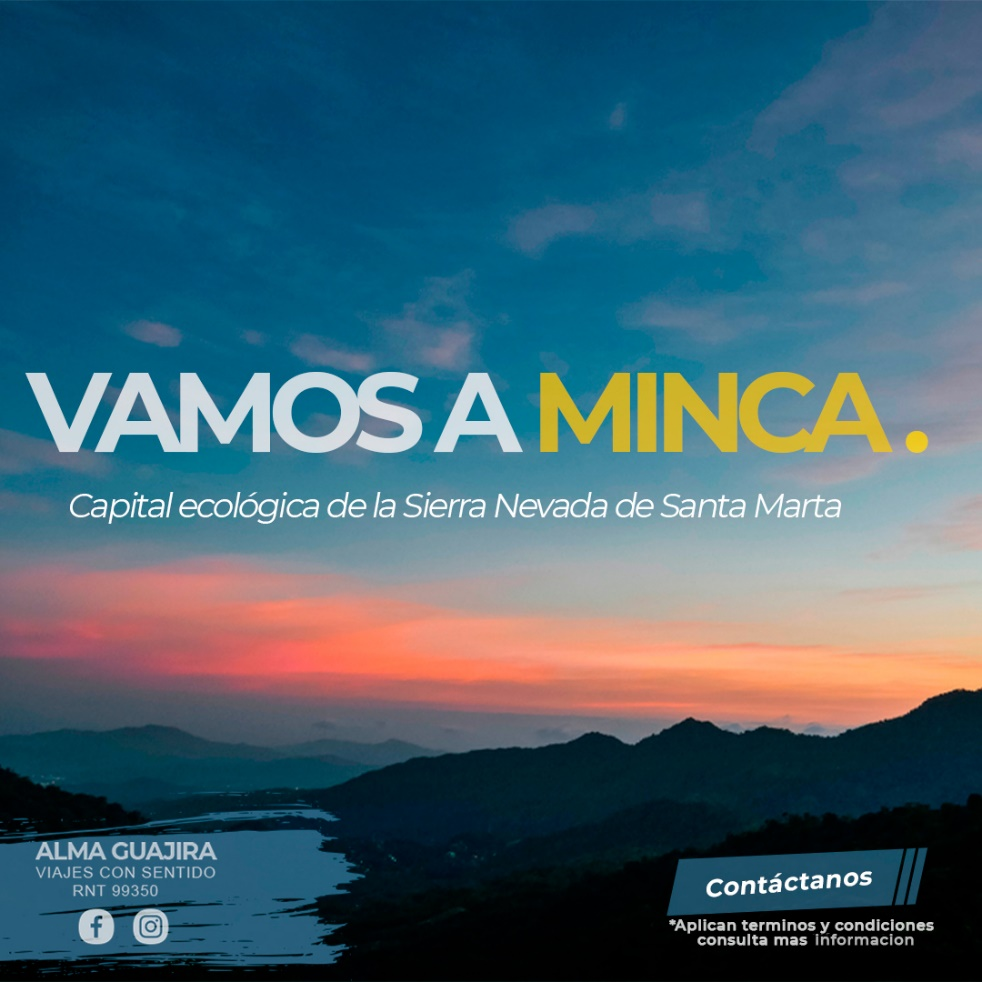 VAMOS A MINCA.
Capital ecológica de la Sierra Nevada de Santa Marta
ALMA GUAJIRA
VIAJES CON SENTIDO
RNT 99350
Contáctanos
*Aplican terminos y condiciones
consulta mas informacion